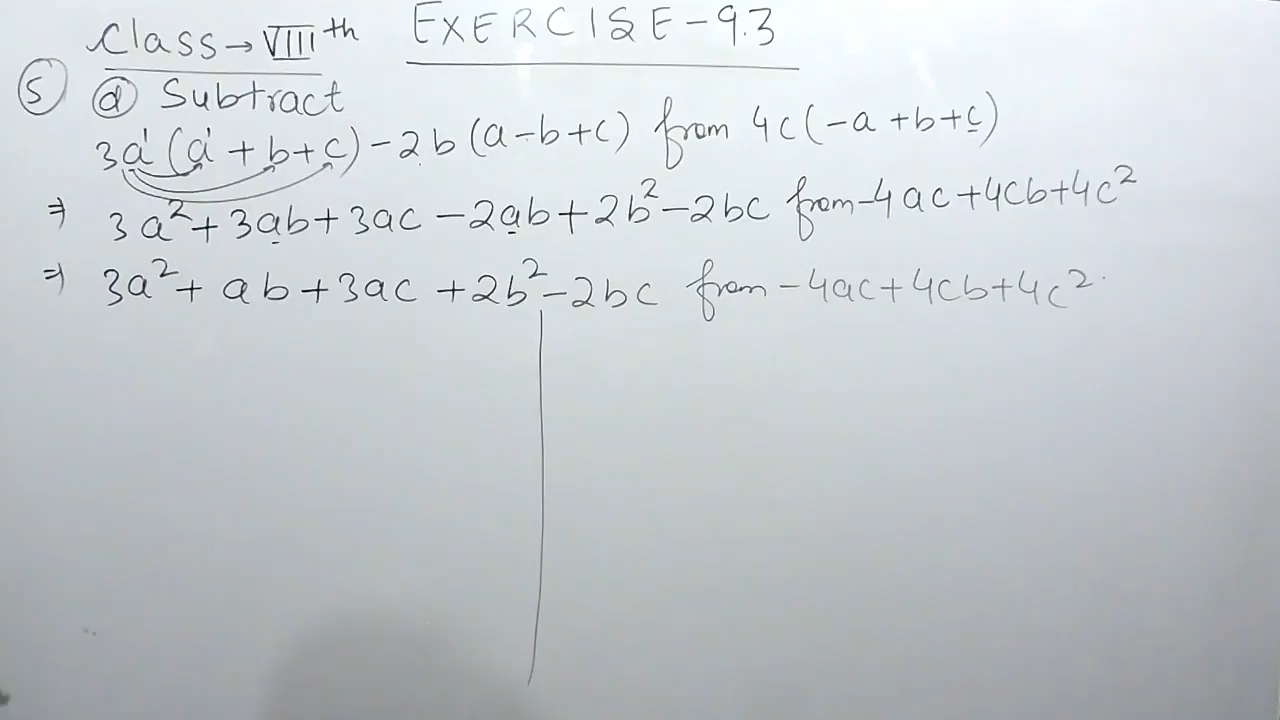 Class → VIIIth EXERCISE-9.3
⑤ ⓓ Subtract
3a(a+b+c)-2b(a-b+c) from 4c(-a+b+c)
⇒ 3a²+3ab+3ac-2ab+2b²-2bc from -4ac+4cb+4c²
⇒ 3a²+ab+3ac+2b²-2bc from -4ac+4cb+4c²